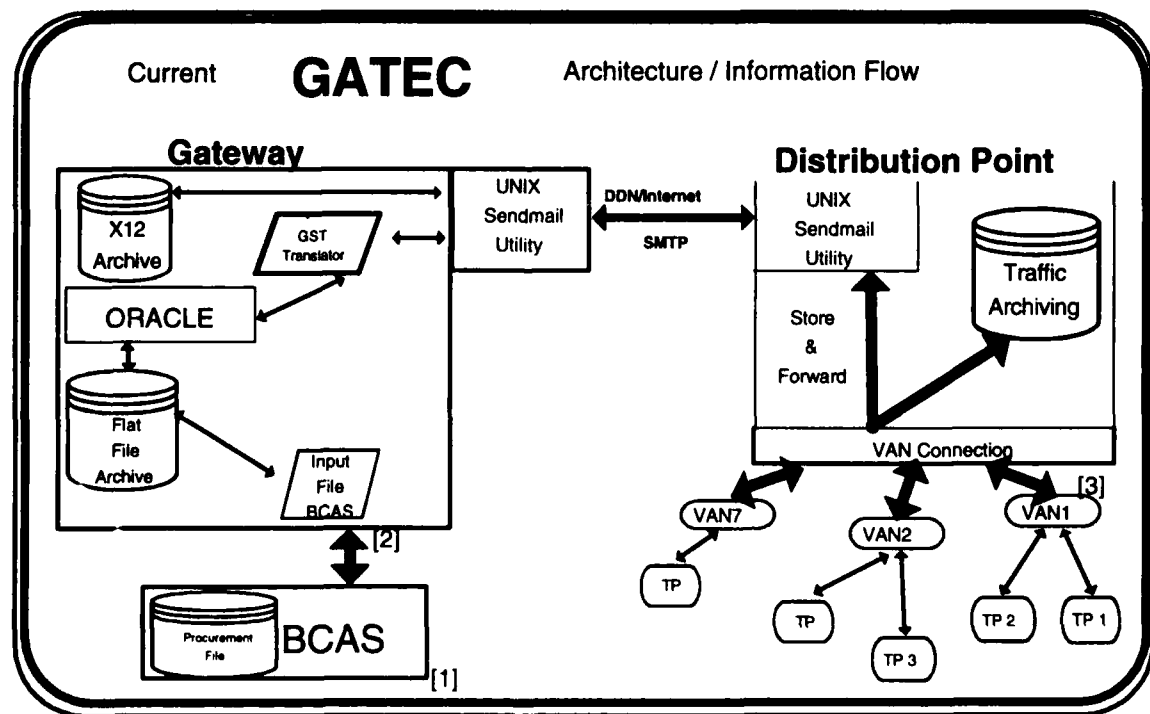 Current GATEC Architecture / Information Flow
Gateway
Distribution Point
X12
Archive
GST
Translator
UNIX
Sendmail
Utility
DDN/Internet
SMTP
UNIX
Sendmail
Utility
Traffic
Archiving
ORACLE
Store
&
Forward
Flat
File
Archive
Input
File
BCAS
VAN Connection
[2]
[3]
VAN7
VAN2
VAN1
TP
TP
TP 3
TP 2
TP 1
Procurement
File
BCAS
[1]